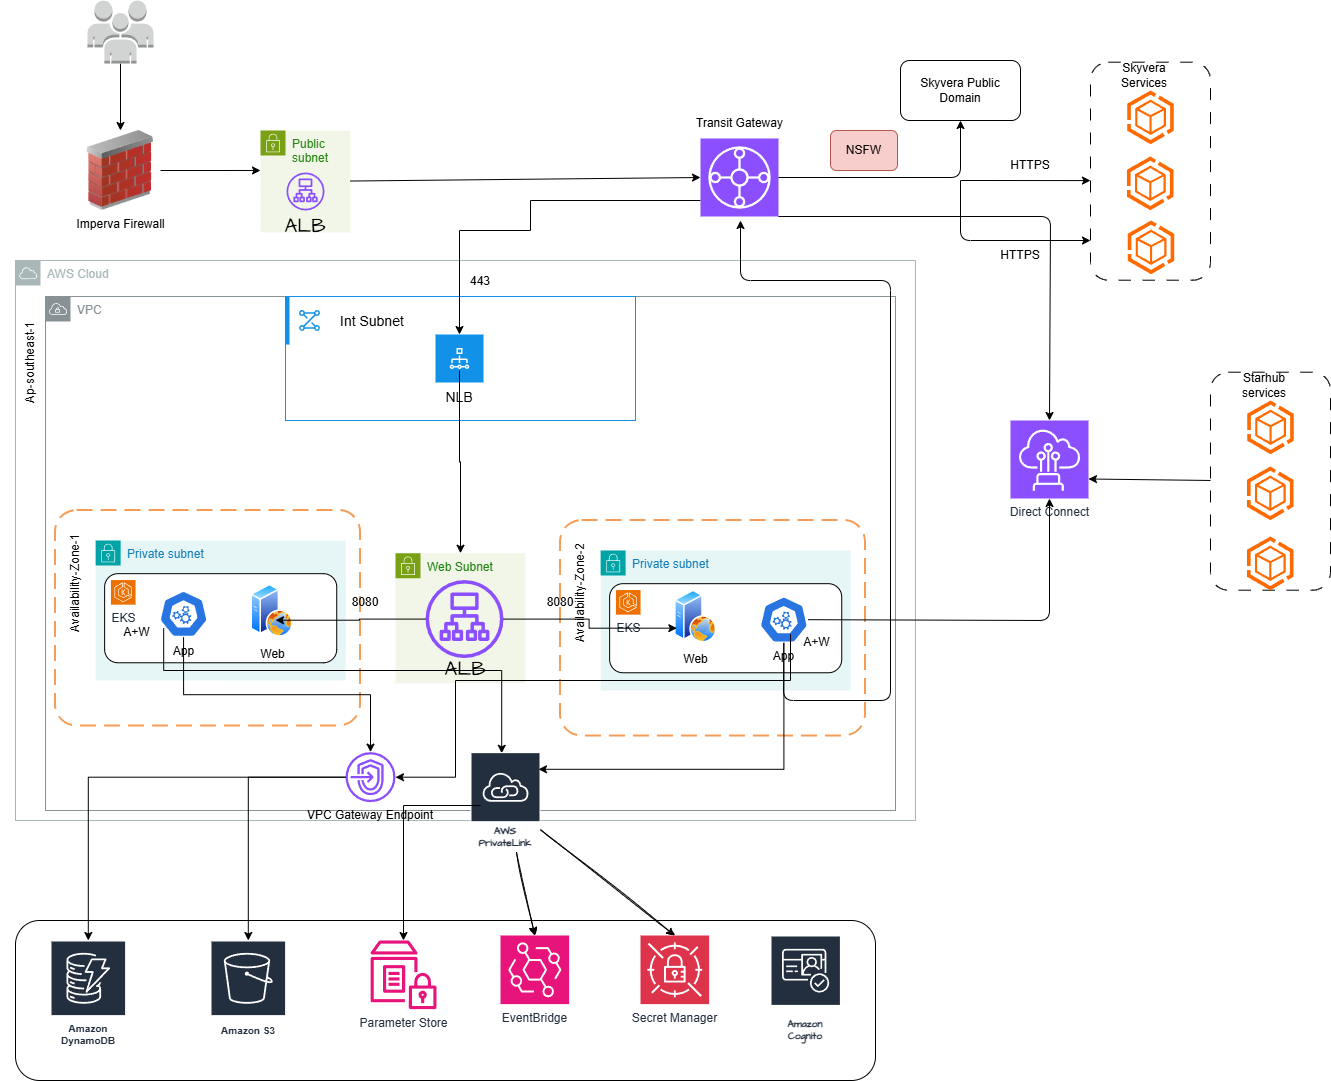 Imperva Firewall
Public
subnet
ALB
Transit Gateway
NSFW
Skyvera Public
Domain
Skyvera
Services
HTTPS
HTTPS
AWS Cloud
VPC
Ap-southeast-1
443
Int Subnet
NLB
Starhub
services
Direct Connect
Availability-Zone-1
Private subnet
EKS
A+W
App
Web
8080
Web Subnet
ALB
8080
Availability-Zone-2
Private subnet
EKS
Web
App
A+W
VPC Gateway Endpoint
AWS
PrivateLink
Amazon
DynamoDB
Amazon S3
Parameter Store
EventBridge
Secret Manager
Amazon
Cognito